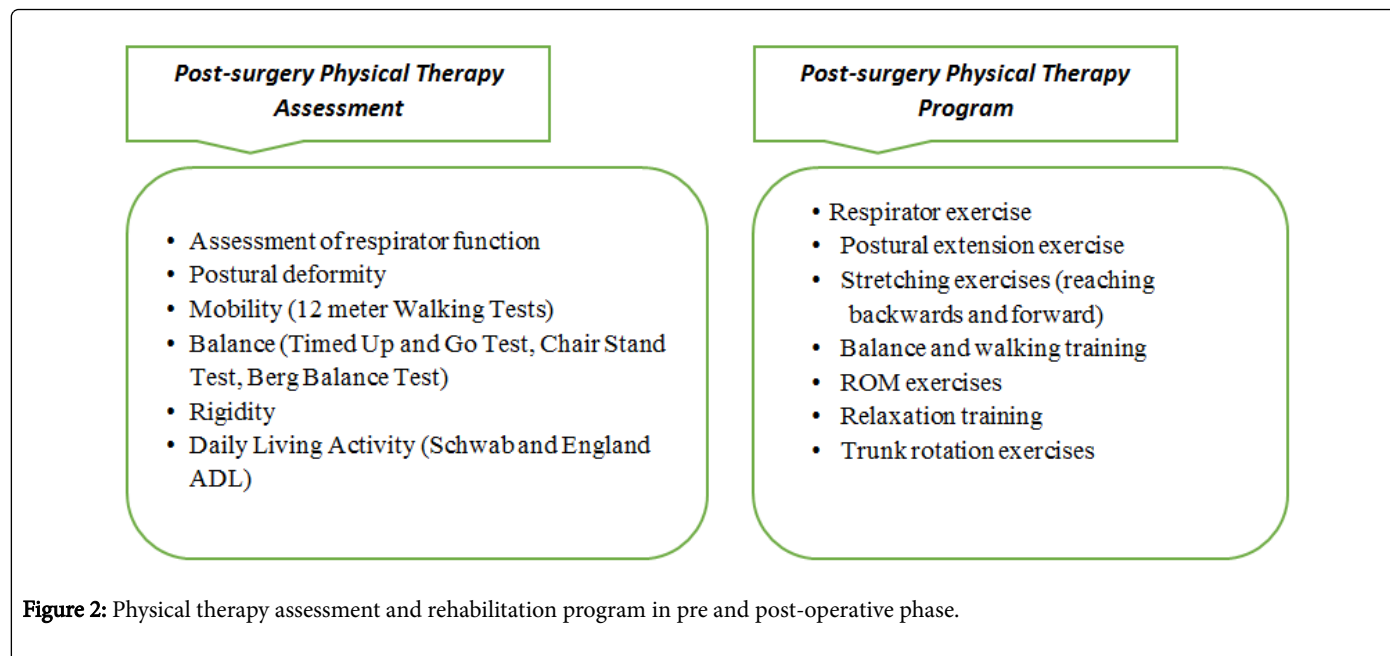 Post-surgery Physical Therapy
Assessment
• Assessment of respirator function
• Postural deformity
• Mobility (12 meter Walking Tests)
• Balance (Timed Up and Go Test, Chair Stand
Test, Berg Balance Test)
• Rigidity
• Daily Living Activity (Schwab and England
ADL)
Post-surgery Physical Therapy
Program
• Respirator exercise
• Postural extension exercise
• Stretching exercises (reaching
backwards and forward)
• Balance and walking training
• ROM exercises
• Relaxation training
• Trunk rotation exercises
Figure 2: Physical therapy assessment and rehabilitation program in pre and post-operative phase.